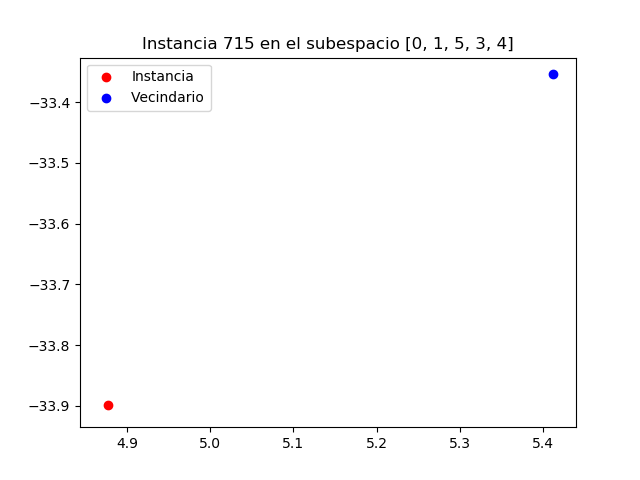 Instancia 715 en el subespacio [0, 1, 5, 3, 4]
Instancia
Vecindario
−33.4
−33.5
−33.6
−33.7
−33.8
−33.9
4.9 5.0 5.1 5.2 5.3 5.4